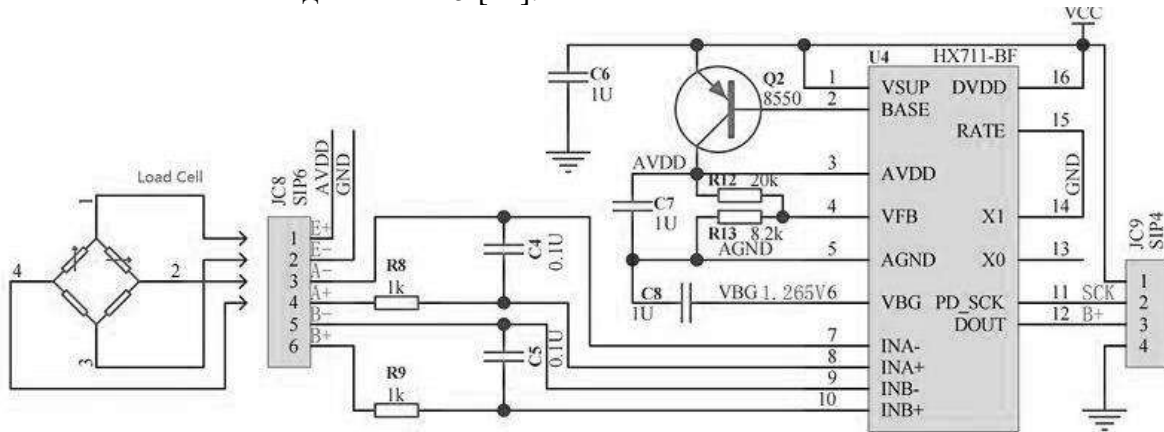 VCC
U4 HX711-BF
C6
1U
Q2
8550
1 VSUP DVDD 16
2 BASE
RATE 15
AVDD 3 AVDD
R12 20k
GND
C7
1U
4 VFB X1 14
R13 8.2k
AGND 5 AGND X0 13
C8
1U
VBG 1.265V 6 VBG PD_SCK 11 SCK
DOUT 12 B+
7 INA-
8 INA+
9 INB-
10 INB+
JC9
SIP4
1
2
3
4
Load Cell
1
2
3
4
JC8
SIP6
AVDD
GND
1 E+
2 E-
3 A-
4 A+
5 B-
6 B+
R8
1k
C4
0.1U
C5
0.1U
R9
1k